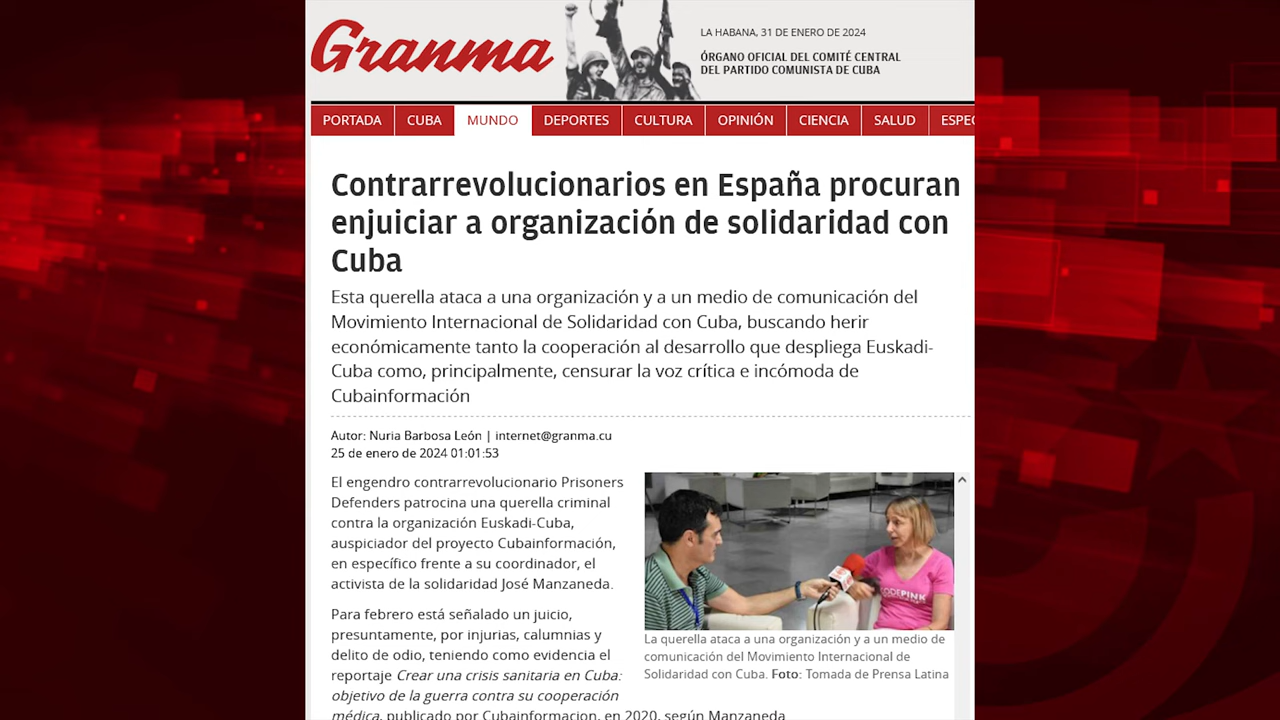 Granma
LA HABANA, 31 DE ENERO DE 2024
ÓRGANO OFICIAL DEL COMITÉ CENTRAL
DEL PARTIDO COMUNISTA DE CUBA
PORTADA CUBA MUNDO DEPORTES CULTURA OPINIÓN CIENCIA SALUD ESPEC
Contrarrevolucionarios en España procuran
enjuiciar a organización de solidaridad con
Cuba
Esta querella ataca a una organización y a un medio de comunicación del
Movimiento Internacional de Solidaridad con Cuba, buscando herir
económicamente tanto la cooperación al desarrollo que despliega Euskadi-
Cuba como, principalmente, censurar la voz crítica e incómoda de
Cubainformación
Autor: Nuria Barbosa León | internet@granma.cu
25 de enero de 2024 01:01:53
El engendro contrarrevolucionario Prisoners
Defenders patrocina una querella criminal
contra la organización Euskadi-Cuba,
auspiciador del proyecto Cubainformación,
en específico frente a su coordinador, el
activista de la solidaridad José Manzaneda.
Para febrero está señalado un juicio,
presuntamente, por injurias, calumnias y
delito de odio, teniendo como evidencia el
reportaje Crear una crisis sanitaria en Cuba:
objetivo de la guerra contra su cooperación
médica, publicado por Cubainformacion, en 2020, según Manzaneda
CODEPINK
La querella ataca a una organización y a un medio de
comunicación del Movimiento Internacional de
Solidaridad con Cuba. Foto: Tomada de Prensa Latina